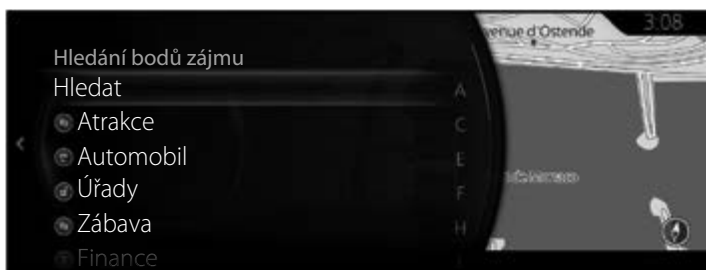 venue d'Ostende
3:08
Hledání bodů zájmu
Hledat
A
Atrakce
C
Automobil
E
Úřady
F
Zábava
H
Finance